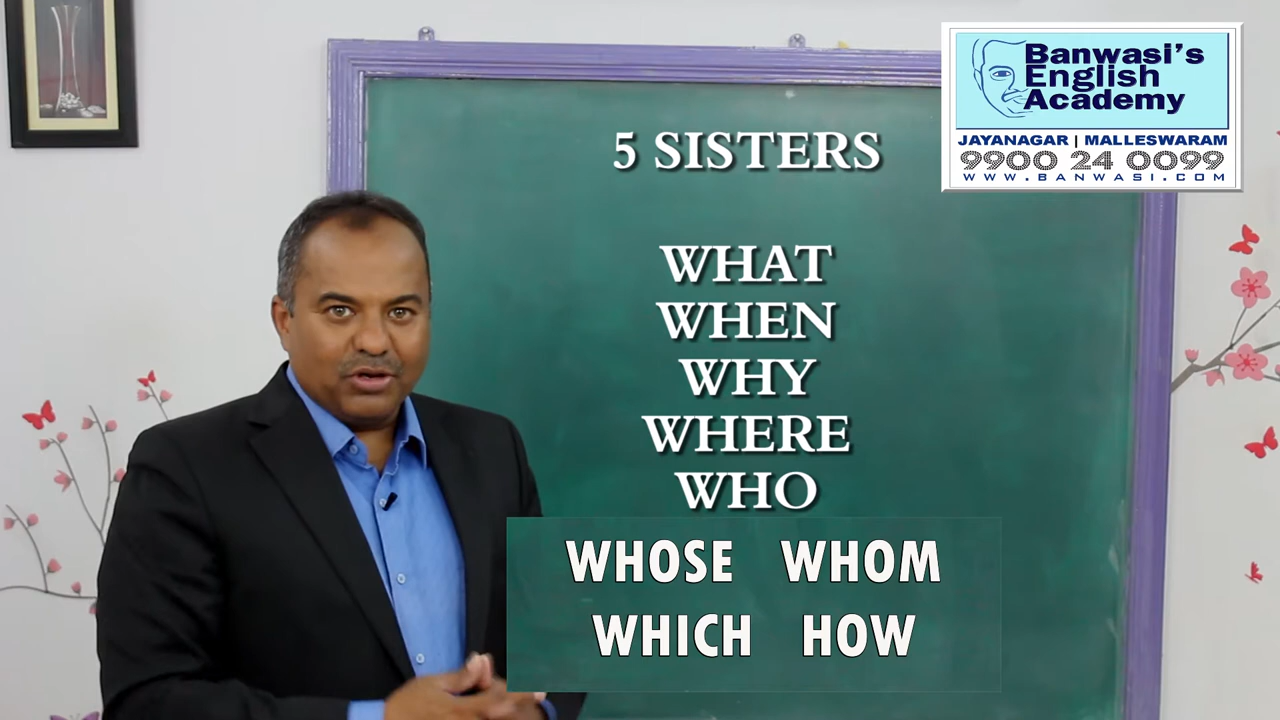 Banwasi's
English
Academy
JAYANAGAR | MALLESWARAM
9900 24 0099
WWW.BANWASI.COM
5 SISTERS
WHAT
WHEN
WHY
WHERE
WHO
WHOSE WHOM
WHICH HOW